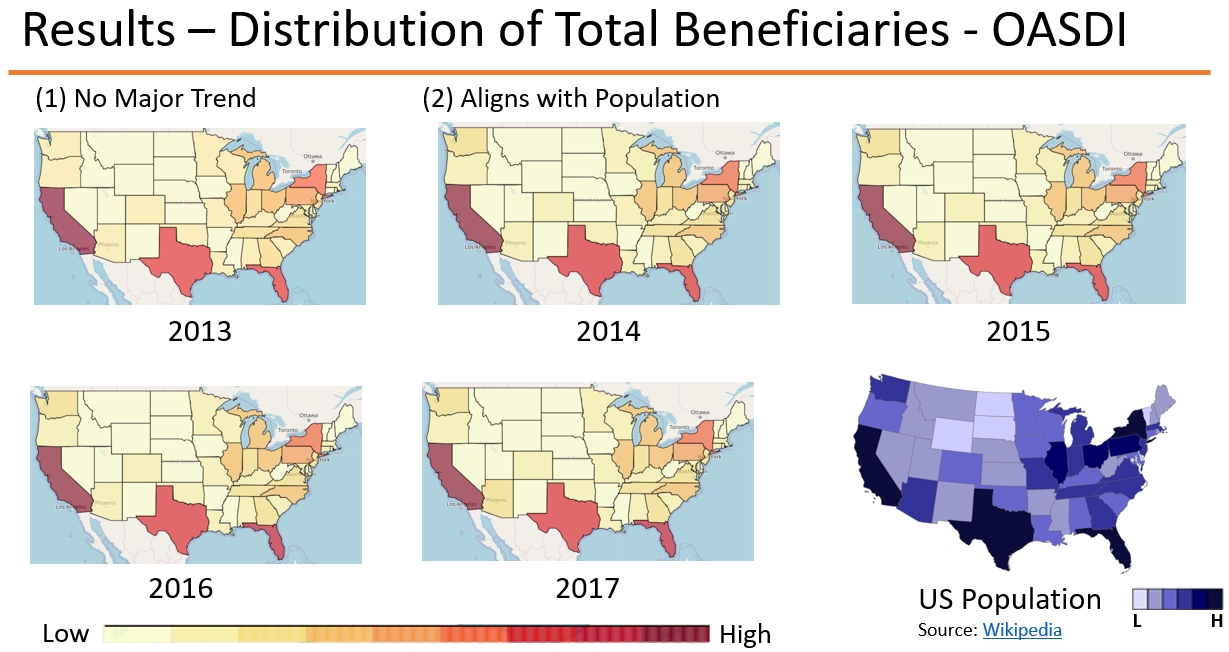 Results – Distribution of Total Beneficiaries - OASDI
(1) No Major Trend
(2) Aligns with Population
Ottawa
Toronto
York
Los Angeles
Phoenix
2013
Ottawa
Toronto
York
Los Angeles
Phoenix
2014
Ottawa
Toronto
York
Los Angeles
Phoenix
2015
Ottawa
Toronto
York
Los Angeles
Phoenix
2016
Ottawa
Toronto
York
Los Angeles
Phoenix
2017
US Population
L
H
Source: Wikipedia
Low
High